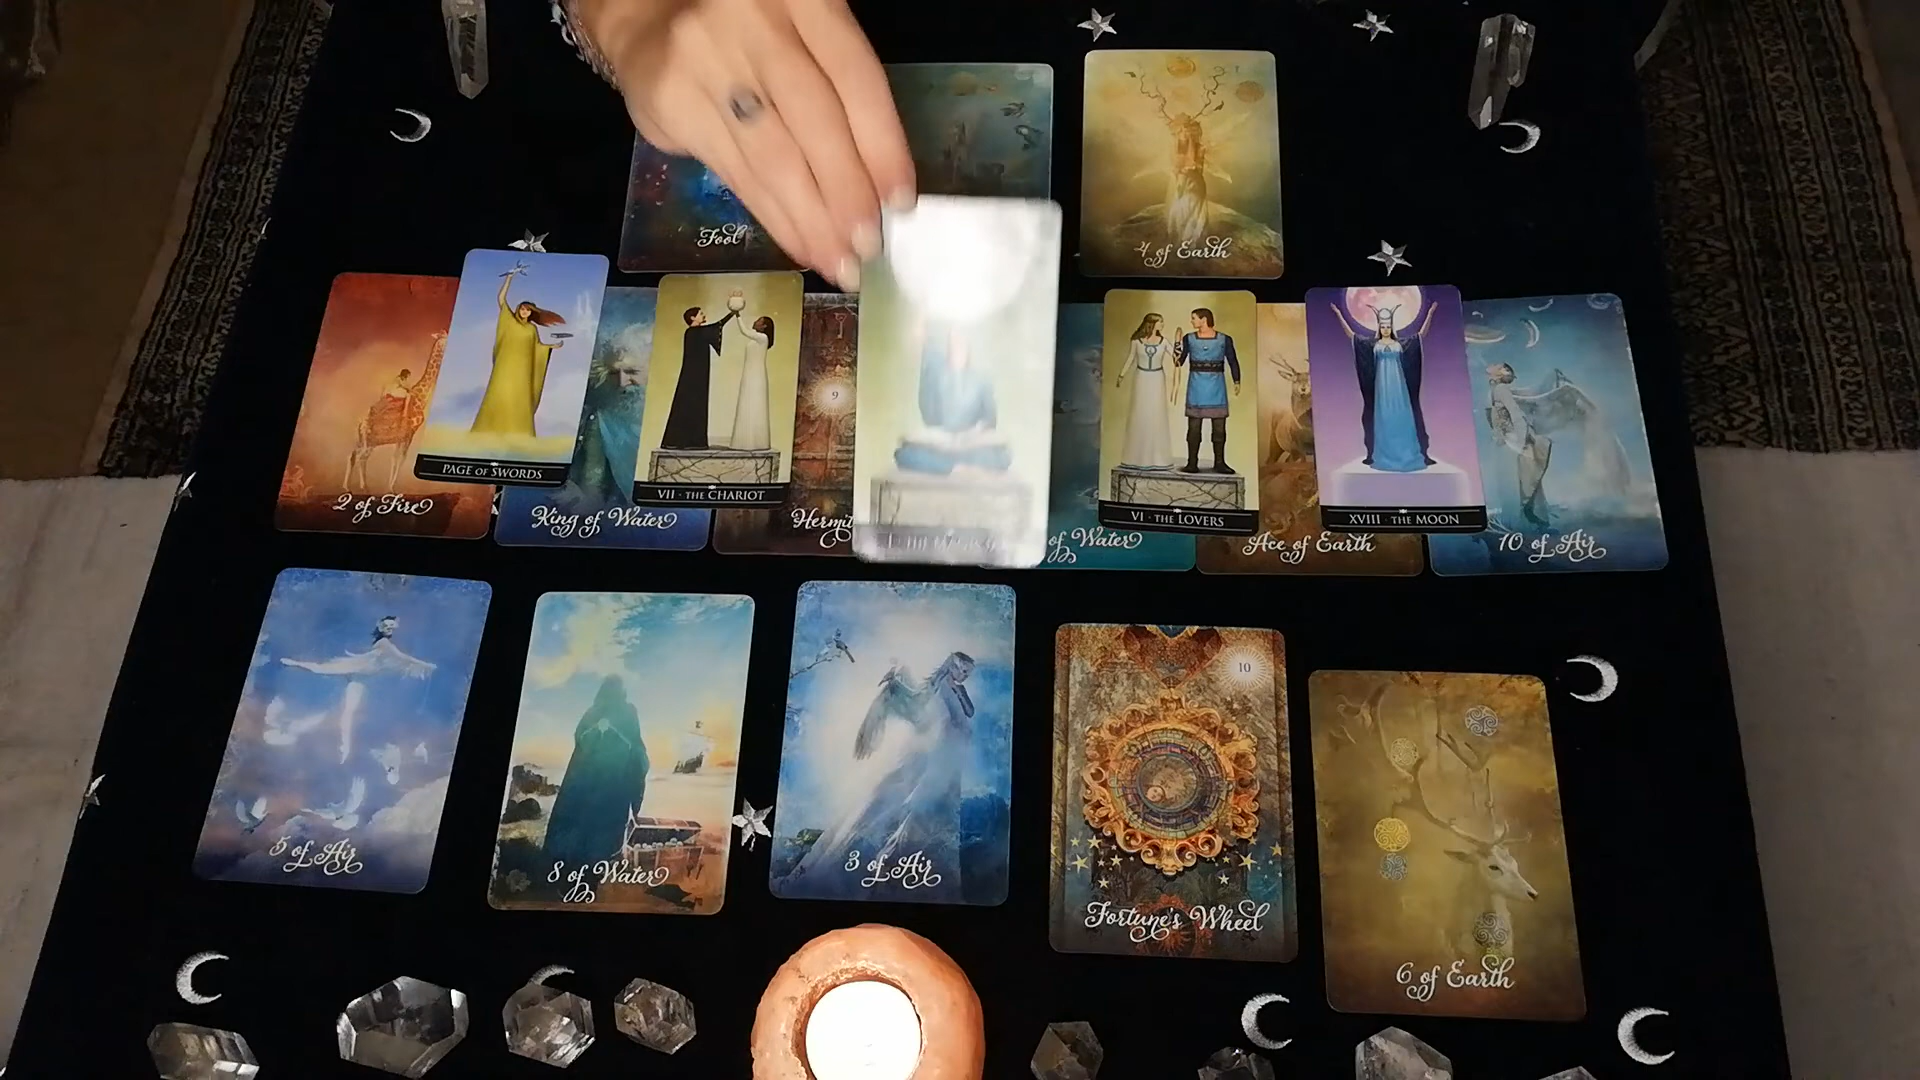 Fool
4 of Earth
2 of Fire
PAGE OF SWORDS
King of Water
VII · THE CHARIOT
9
Hermit
of Water
VI · THE LOVERS
Ace of Earth
XVIII · THE MOON
10 of Air
5 of Air
8 of Water
3 of Air
10
Fortune's Wheel
6 of Earth